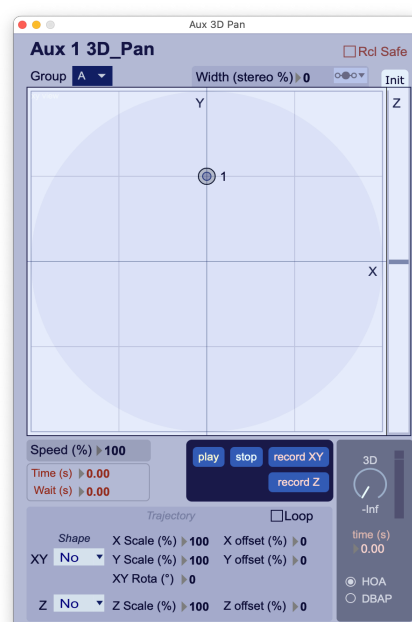 Aux 3D Pan
Aux 1 3D_Pan
Rcl Safe
Group A
Width (stereo %) 0
Init
Y
Z
1
X
Speed (%) 100
Time (s) 0.00
Wait (s) 0.00
play stop record XY
record Z
3D
-Inf
time (s)
0.00
HOA
DBAP
Trajectory
Loop
Shape
X Scale (%) 100 X offset (%) 0
XY No
Y Scale (%) 100 Y offset (%) 0
XY Rota (°) 0
Z No
Z Scale (%) 100 Z offset (%) 0